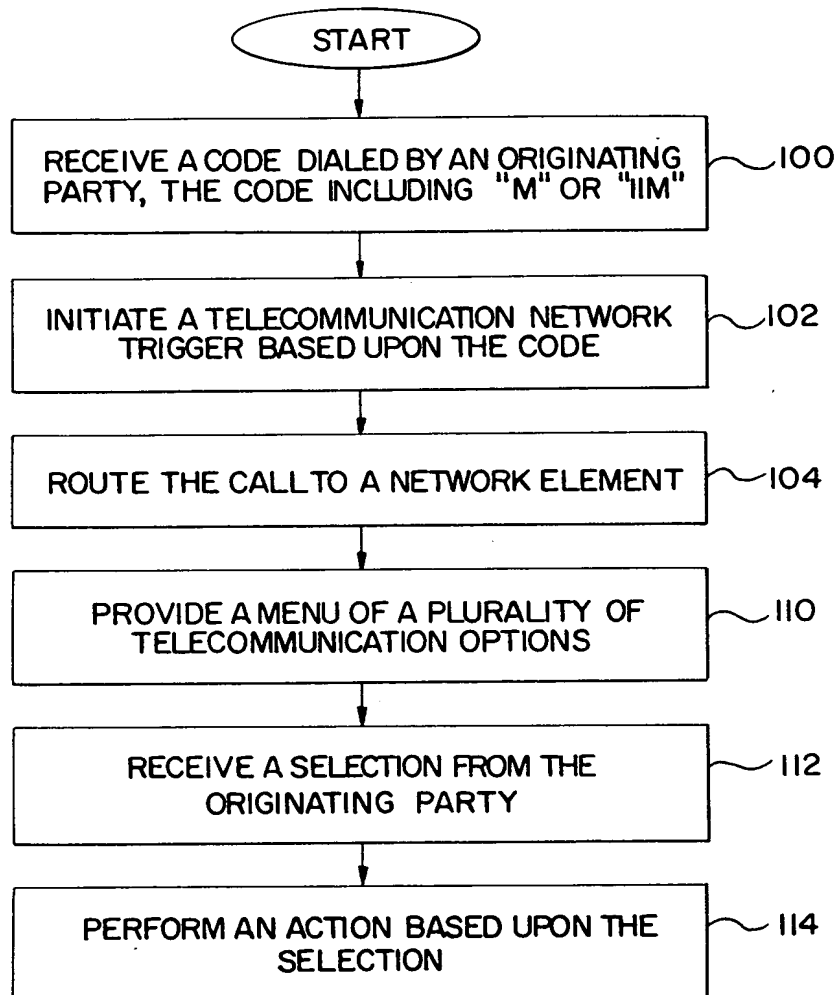 START
RECEIVE A CODE DIALED BY AN ORIGINATING
PARTY, THE CODE INCLUDING "M" OR "11M"
100
INITIATE A TELECOMMUNICATION NETWORK
TRIGGER BASED UPON THE CODE
102
ROUTE THE CALL TO A NETWORK ELEMENT
104
PROVIDE A MENU OF A PLURALITY OF
TELECOMMUNICATION OPTIONS
110
RECEIVE A SELECTION FROM THE
ORIGINATING PARTY
112
PERFORM AN ACTION BASED UPON THE
SELECTION
114